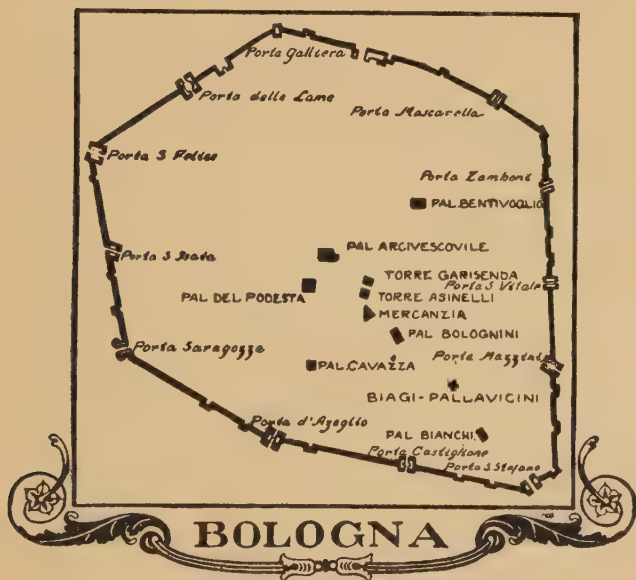 Porta Galliera
Porta delle Lame
Porta Mascarella
Porta S Felice
Porta Zamboni
PAL. BENTIVOGLIO
Porta S Isaia
PAL ARCIVESCOVILE
TORRE GARISENDA
Porta S Vitale
PAL DEL PODESTA
TORRE ASINELLI
MERCANZIA
Porta Saragozza
PAL BOLOGNINI
Porta Mazzini
PAL. CAVAZZA
BIAGI-PALLAVICINI
Porta d'Azeglio
PAL BIANCHI
Porta Castiglione
Porta S Stefano
BOLOGNA